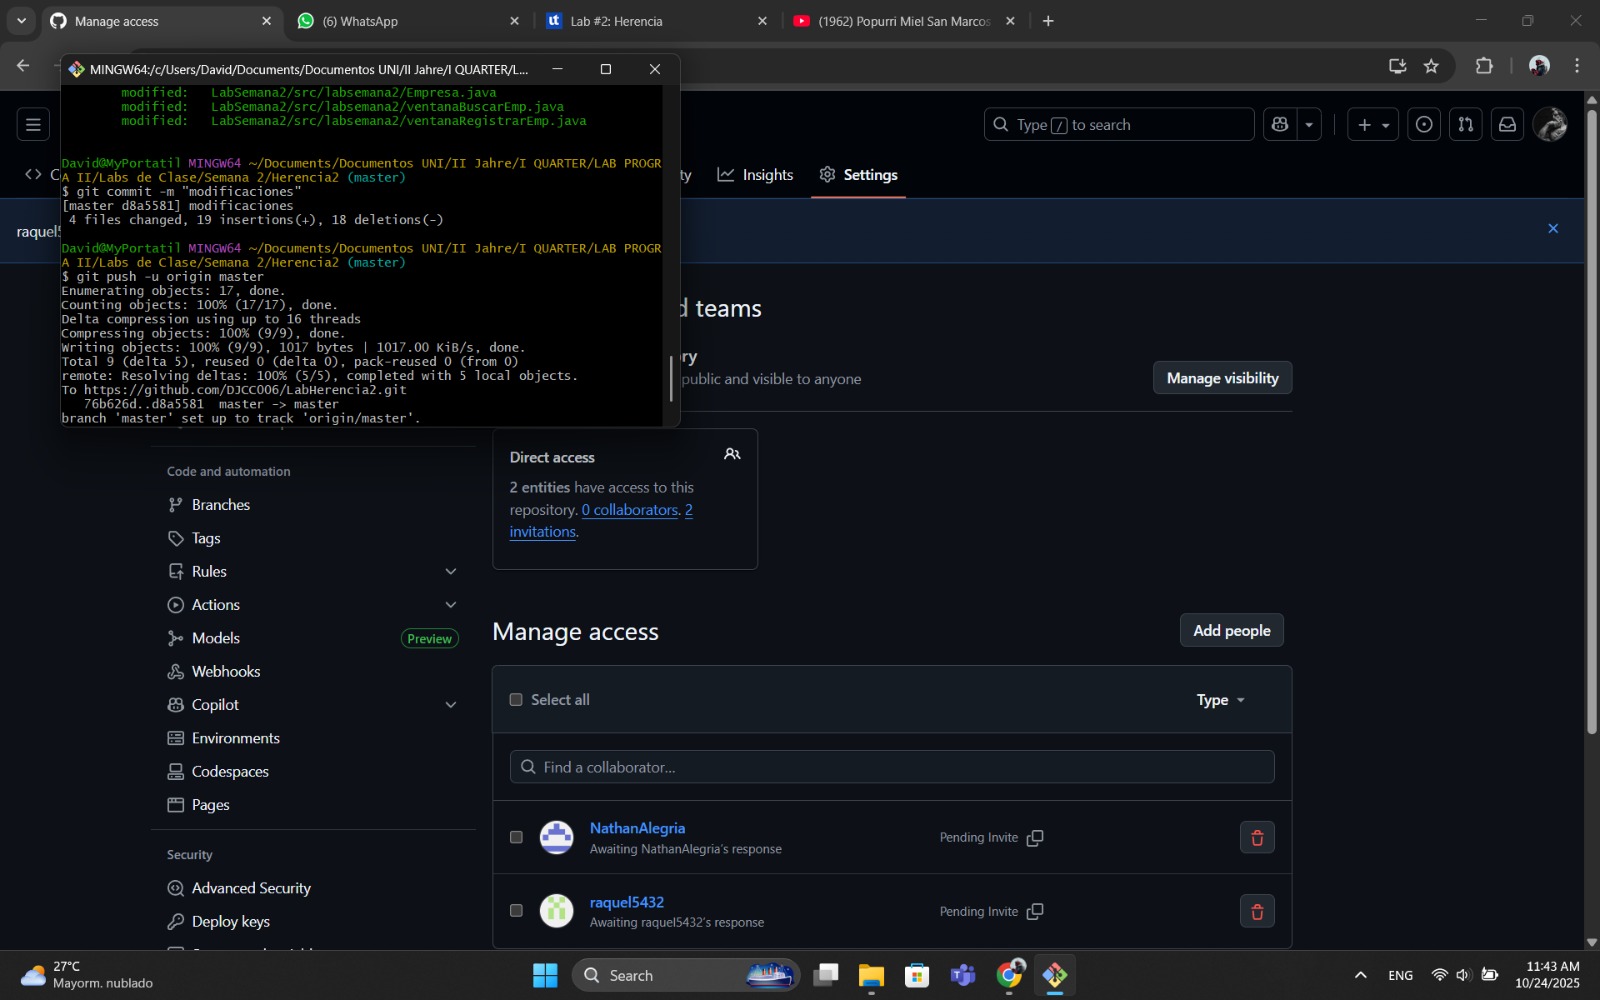 Manage access
(6) WhatsApp
Lab #2: Herencia
(1962) Popurri Miel San Marcos
MINGW64:/c/Users/David/Documents/Documentos UNI/II Jahre/I QUARTER/L...
modified:   LabSemana2/src/labsemana2/Empresa.java
modified:   LabSemana2/src/labsemana2/ventanaBuscarEmp.java
modified:   LabSemana2/src/labsemana2/ventanaRegistrarEmp.java
David@MyPortatil MINGW64 ~/Documents/Documentos UNI/II Jahre/I QUARTER/LAB PROGR
A II/Labs de Clase/Semana 2/Herencia2 (master)
$ git commit -m "modificaciones"
[master d8a5581] modificaciones
4 files changed, 19 insertions(+), 18 deletions(-)
David@MyPortatil MINGW64 ~/Documents/Documentos UNI/II Jahre/I QUARTER/LAB PROGR
A II/Labs de Clase/Semana 2/Herencia2 (master)
$ git push -u origin master
Enumerating objects: 17, done.
Counting objects: 100% (17/17), done.
Delta compression using up to 16 threads
Compressing objects: 100% (9/9), done.
Writing objects: 100% (9/9), 1017 bytes | 1017.00 KiB/s, done.
Total 9 (delta 5), reused 0 (delta 0), pack-reused 0 (from 0)
remote: Resolving deltas: 100% (5/5), completed with 5 local objects.
To https://github.com/DJCC006/LabHerencia2.git
76b626d..d8a5581  master -> master
branch 'master' set up to track 'origin/master'.
Type / to search
C
ty
Insights
Settings
raquel5
d teams
ry
public and visible to anyone
Manage visibility
Direct access
2 entities have access to this
repository. 0 collaborators. 2
invitations.
Code and automation
Branches
Tags
Rules
Actions
Models
Preview
Webhooks
Copilot
Environments
Codespaces
Pages
Security
Advanced Security
Deploy keys
Manage access
Add people
Select all
Type
Find a collaborator...
NathanAlegria
Awaiting NathanAlegria's response
Pending Invite
raquel5432
Awaiting raquel5432's response
Pending Invite
27°C
Mayorm. nublado
Search
ENG
11:43 AM
10/24/2025